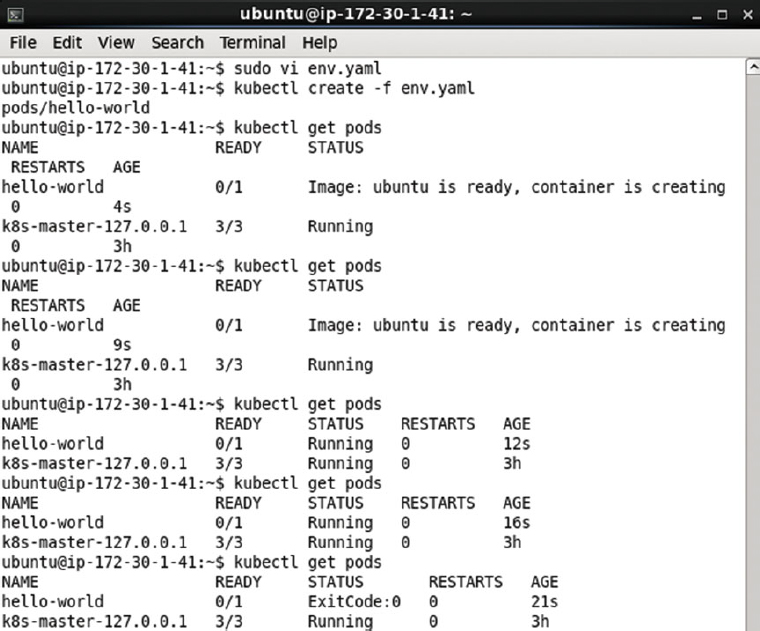 ubuntu@ip-172-30-1-41: ~
File Edit View Search Terminal Help
ubuntu@ip-172-30-1-41:~$ sudo vi env.yaml
ubuntu@ip-172-30-1-41:~$ kubectl create -f env.yaml
pods/hello-world
ubuntu@ip-172-30-1-41:~$ kubectl get pods
NAME READY STATUS
RESTARTS AGE
hello-world 0/1 Image: ubuntu is ready, container is creating
0 4s
k8s-master-127.0.0.1 3/3 Running
0 3h
ubuntu@ip-172-30-1-41:~$ kubectl get pods
NAME READY STATUS
RESTARTS AGE
hello-world 0/1 Image: ubuntu is ready, container is creating
0 9s
k8s-master-127.0.0.1 3/3 Running
0 3h
ubuntu@ip-172-30-1-41:~$ kubectl get pods
NAME READY STATUS RESTARTS AGE
hello-world 0/1 Running 0 12s
k8s-master-127.0.0.1 3/3 Running 0 3h
ubuntu@ip-172-30-1-41:~$ kubectl get pods
NAME READY STATUS RESTARTS AGE
hello-world 0/1 Running 0 16s
k8s-master-127.0.0.1 3/3 Running 0 3h
ubuntu@ip-172-30-1-41:~$ kubectl get pods
NAME READY STATUS RESTARTS AGE
hello-world 0/1 ExitCode:0 0 21s
k8s-master-127.0.0.1 3/3 Running 0 3h